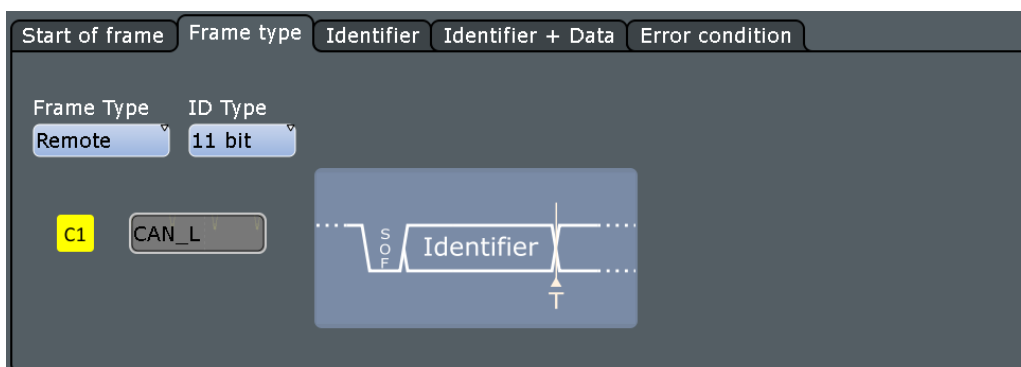 Start of frame Frame type Identifier Identifier + Data Error condition
Frame Type ID Type
Remote 11 bit
C1 CAN_L
SOF Identifier
T